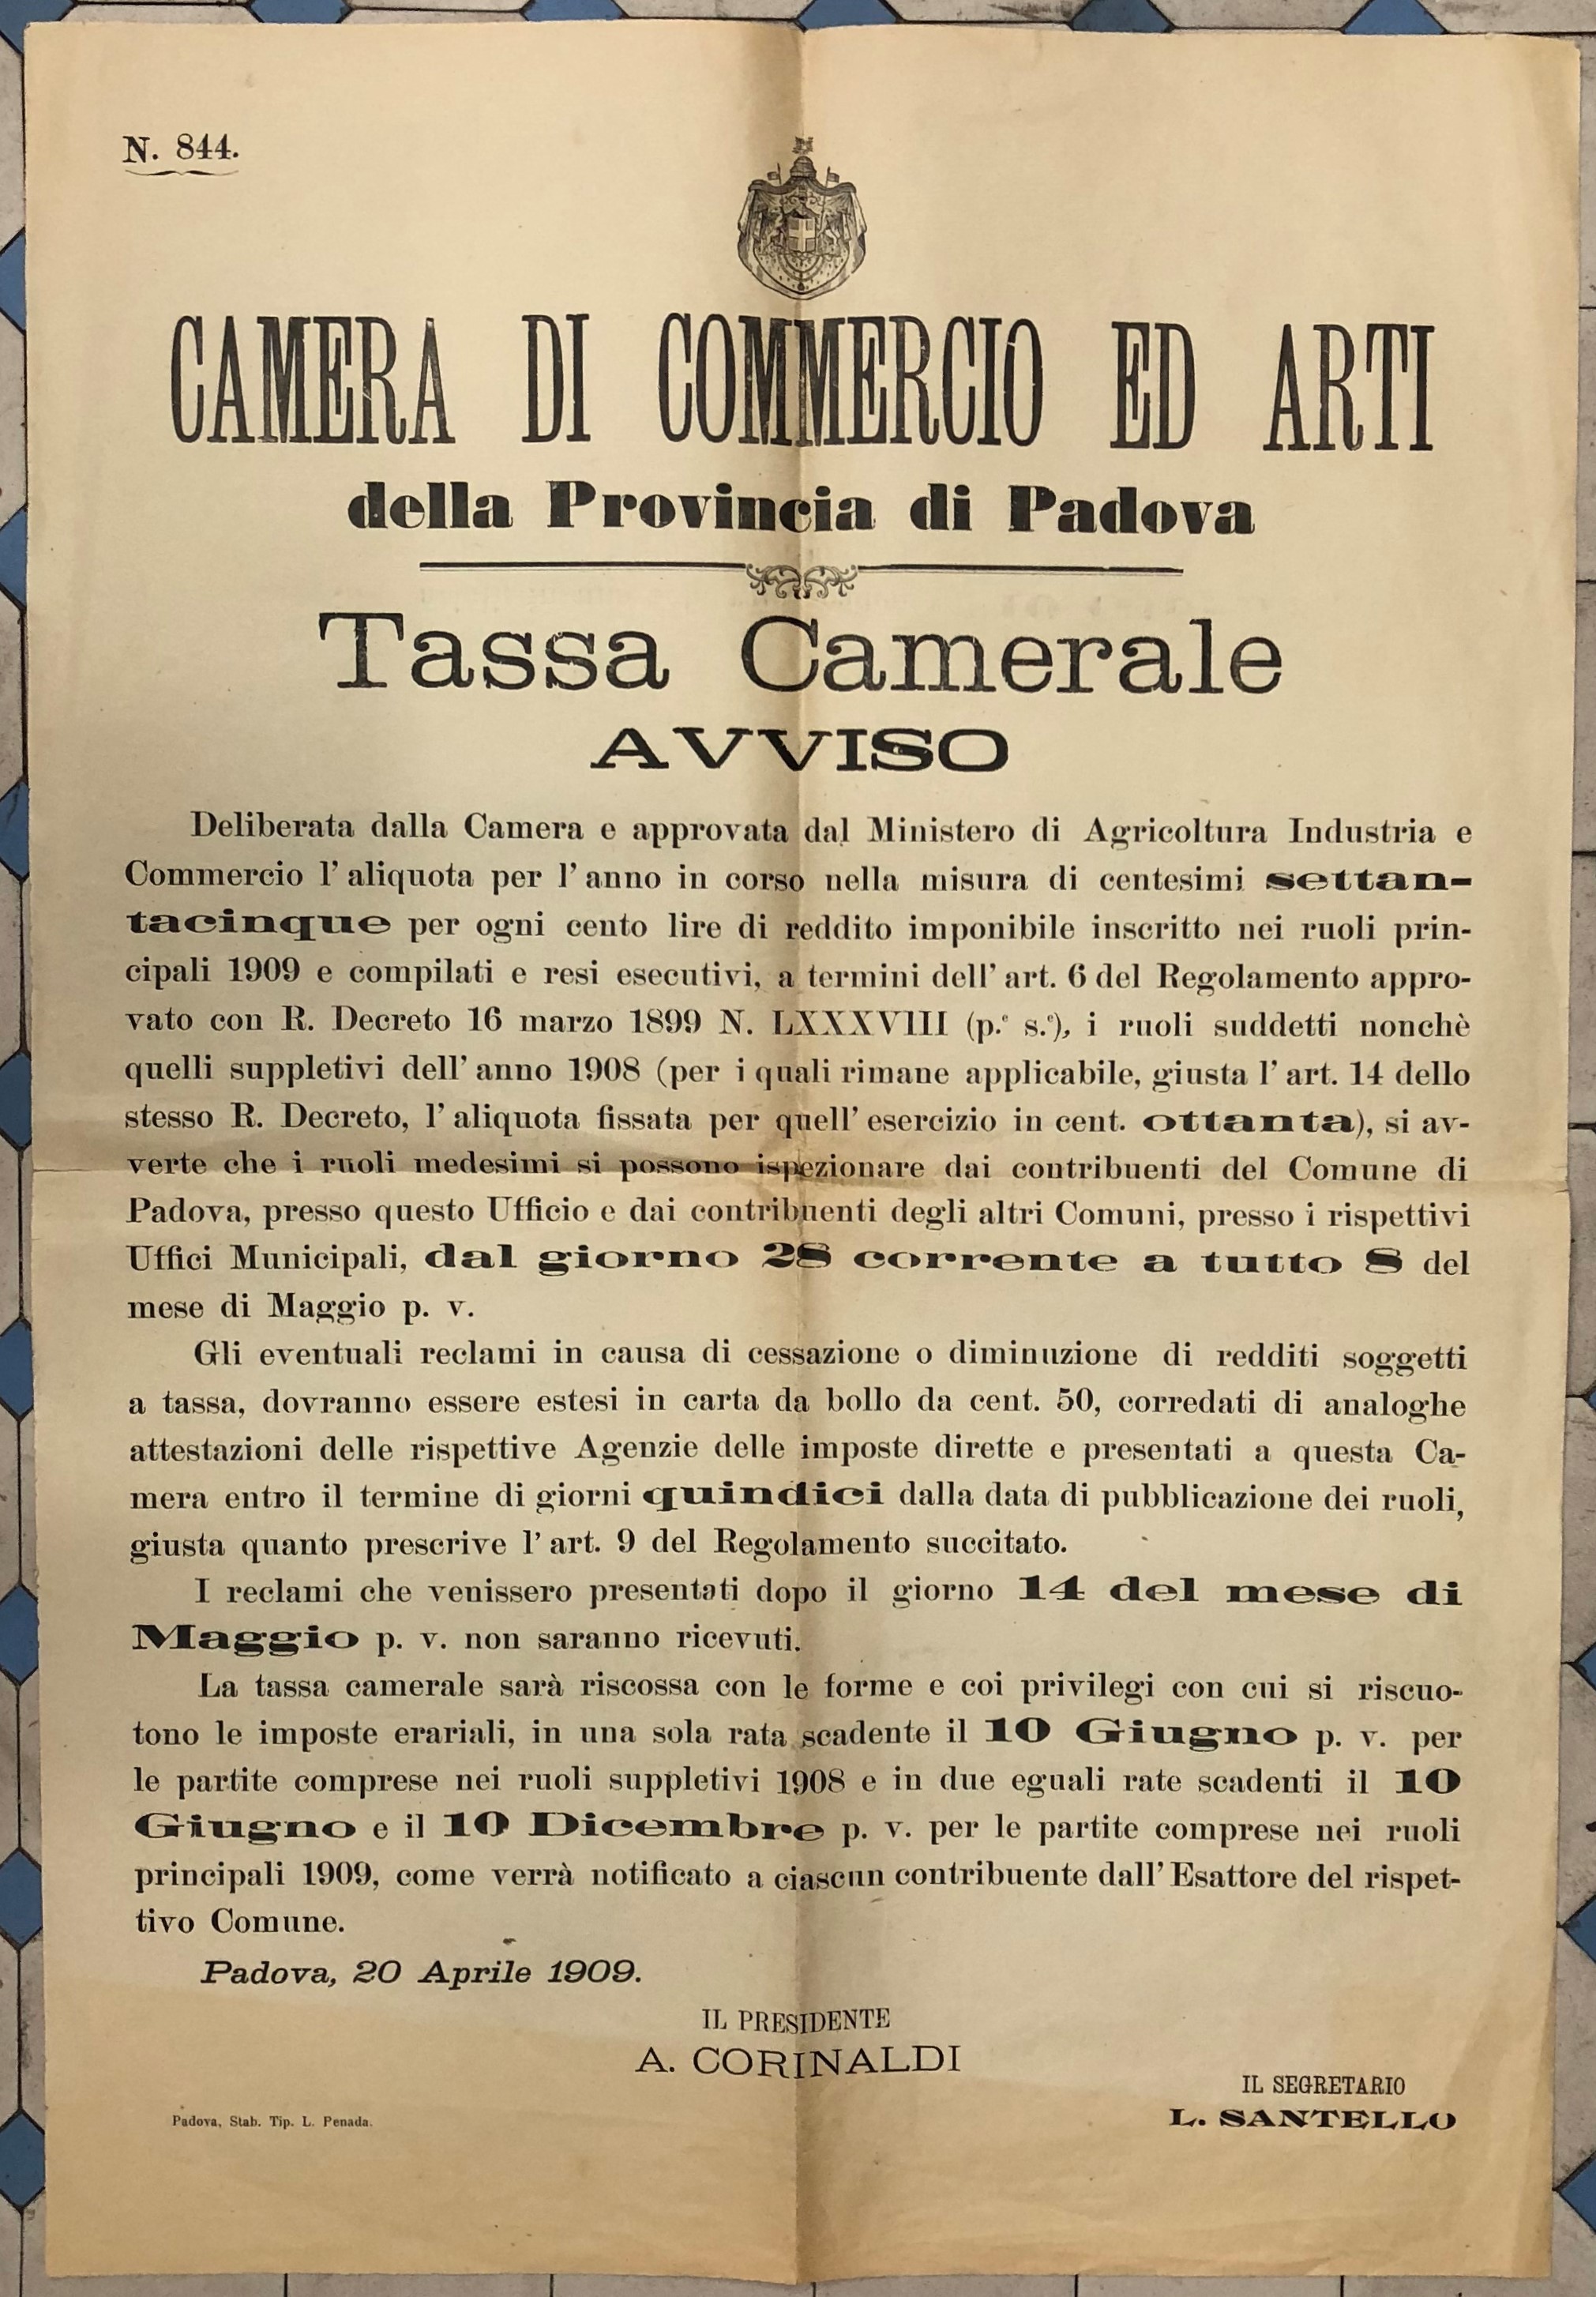 N. 844.
CAMERA DI COMMERCIO ED ARTI
della Provincia di Padova
Tassa Camerale
AVVISO
Deliberata dalla Camera e approvata dal Ministero di Agricoltura Industria e
Commercio l' aliquota per l' anno in corso nella misura di centesimi settan-
tacinque per ogni cento lire di reddito imponibile inscritto nei ruoli prin-
cipali 1909 e compilati e resi esecutivi, a termini dell' art. 6 del Regolamento appro-
vato con R. Decreto 16 marzo 1899 N. LXXXVIII (p.e s.e), i ruoli suddetti nonchè
quelli suppletivi dell' anno 1908 (per i quali rimane applicabile, giusta l' art. 14 dello
stesso R. Decreto, l' aliquota fissata per quell' esercizio in cent. ottanta), si av-
verte che i ruoli medesimi si possono ispezionare dai contribuenti del Comune di
Padova, presso questo Ufficio e dai contribuenti degli altri Comuni, presso i rispettivi
Uffici Municipali, dal giorno 28 corrente a tutto 8 del
mese di Maggio p. v.
Gli eventuali reclami in causa di cessazione o diminuzione di redditi soggetti
a tassa, dovranno essere estesi in carta da bollo da cent. 50, corredati di analoghe
attestazioni delle rispettive Agenzie delle imposte dirette e presentati a questa Ca-
mera entro il termine di giorni quindici dalla data di pubblicazione dei ruoli,
giusta quanto prescrive l' art. 9 del Regolamento succitato.
I reclami che venissero presentati dopo il giorno 14 del mese di
Maggio p. v. non saranno ricevuti.
La tassa camerale sarà riscossa con le forme e coi privilegi con cui si riscuo-
tono le imposte erariali, in una sola rata scadente il 10 Giugno p. v. per
le partite comprese nei ruoli suppletivi 1908 e in due eguali rate scadenti il 10
Giugno e il 10 Dicembre p. v. per le partite comprese nei ruoli
principali 1909, come verrà notificato a ciascun contribuente dall' Esattore del rispet-
tivo Comune.
Padova, 20 Aprile 1909.
IL PRESIDENTE
A. CORINALDI
IL SEGRETARIO
L. SANTELLO
Padova, Stab. Tip. L. Penada.